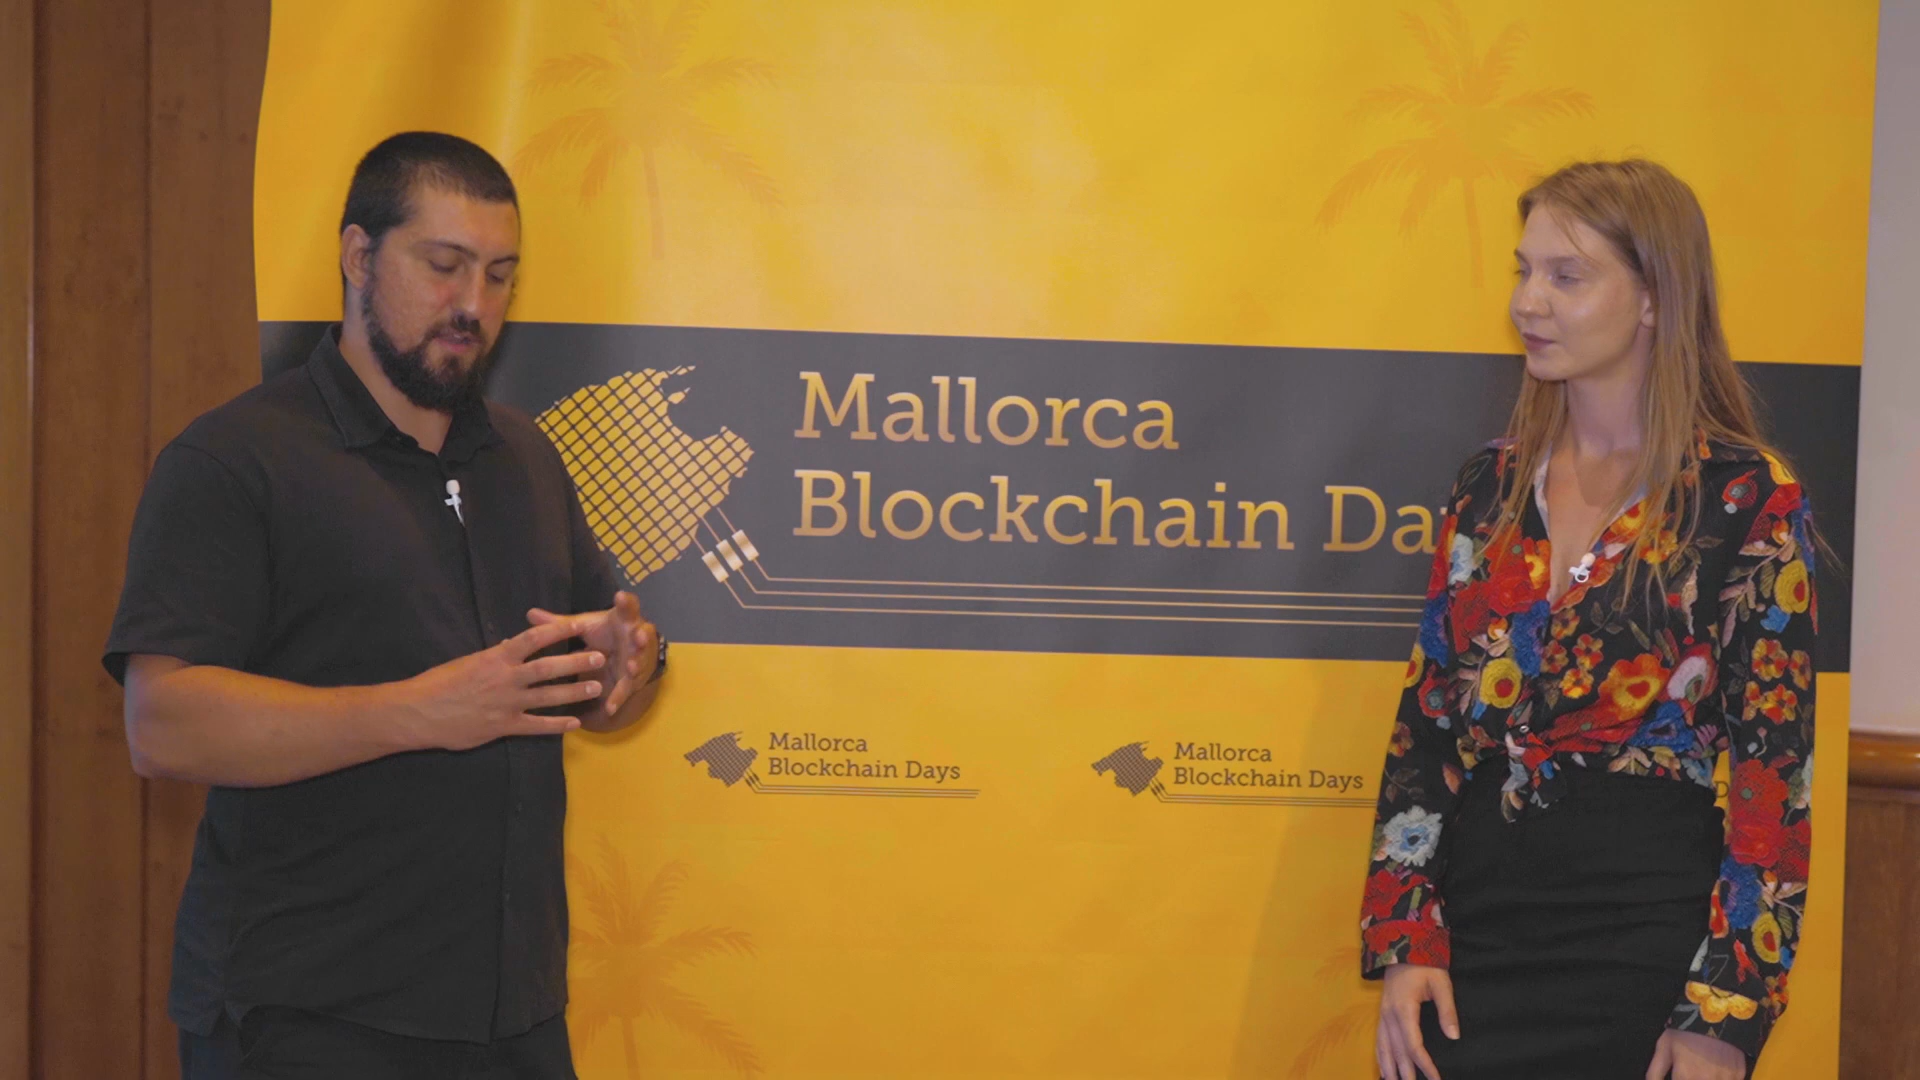 Mallorca
Blockchain Da
Mallorca
Blockchain Days
Mallorca
Blockchain Days
D